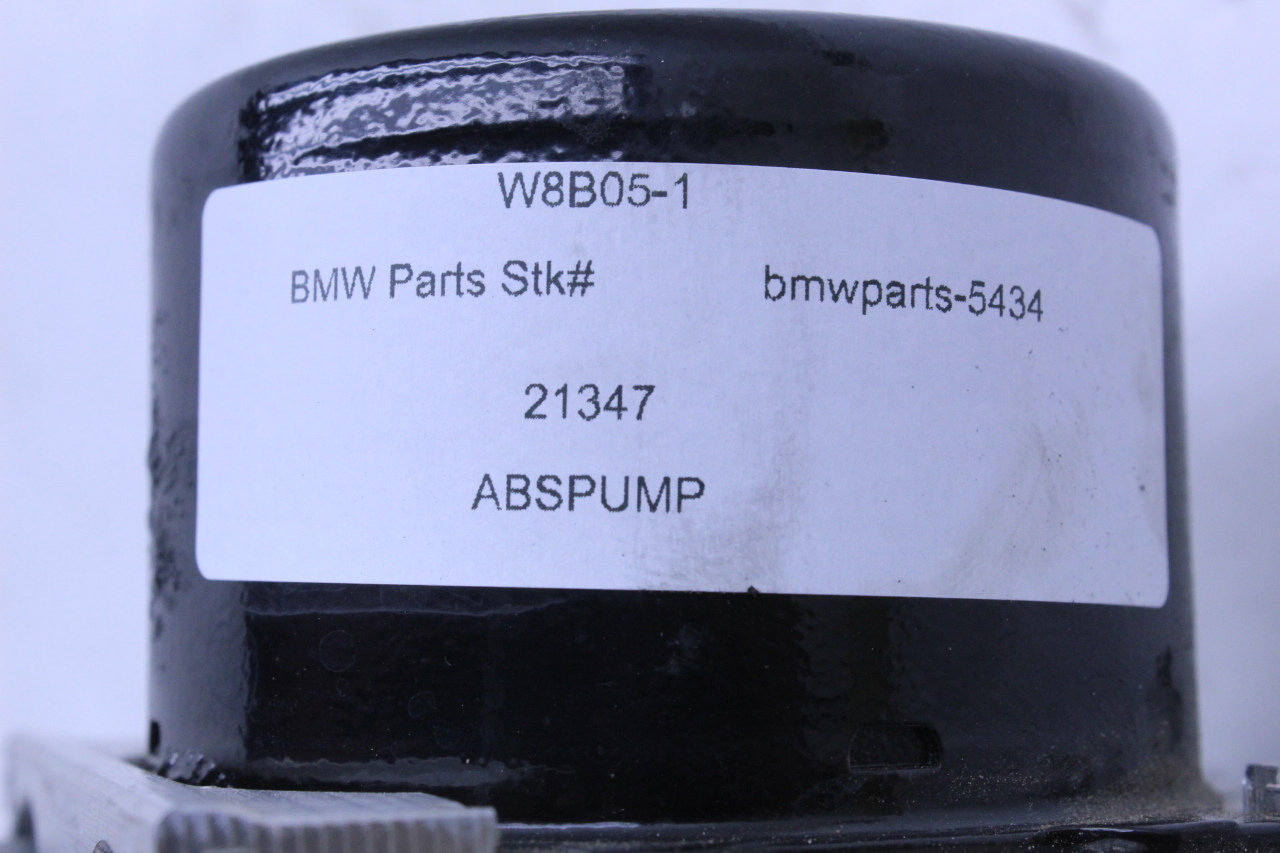 W8B05-1
BMW Parts Stk# bmwparts-5434
21347
ABSPUMP